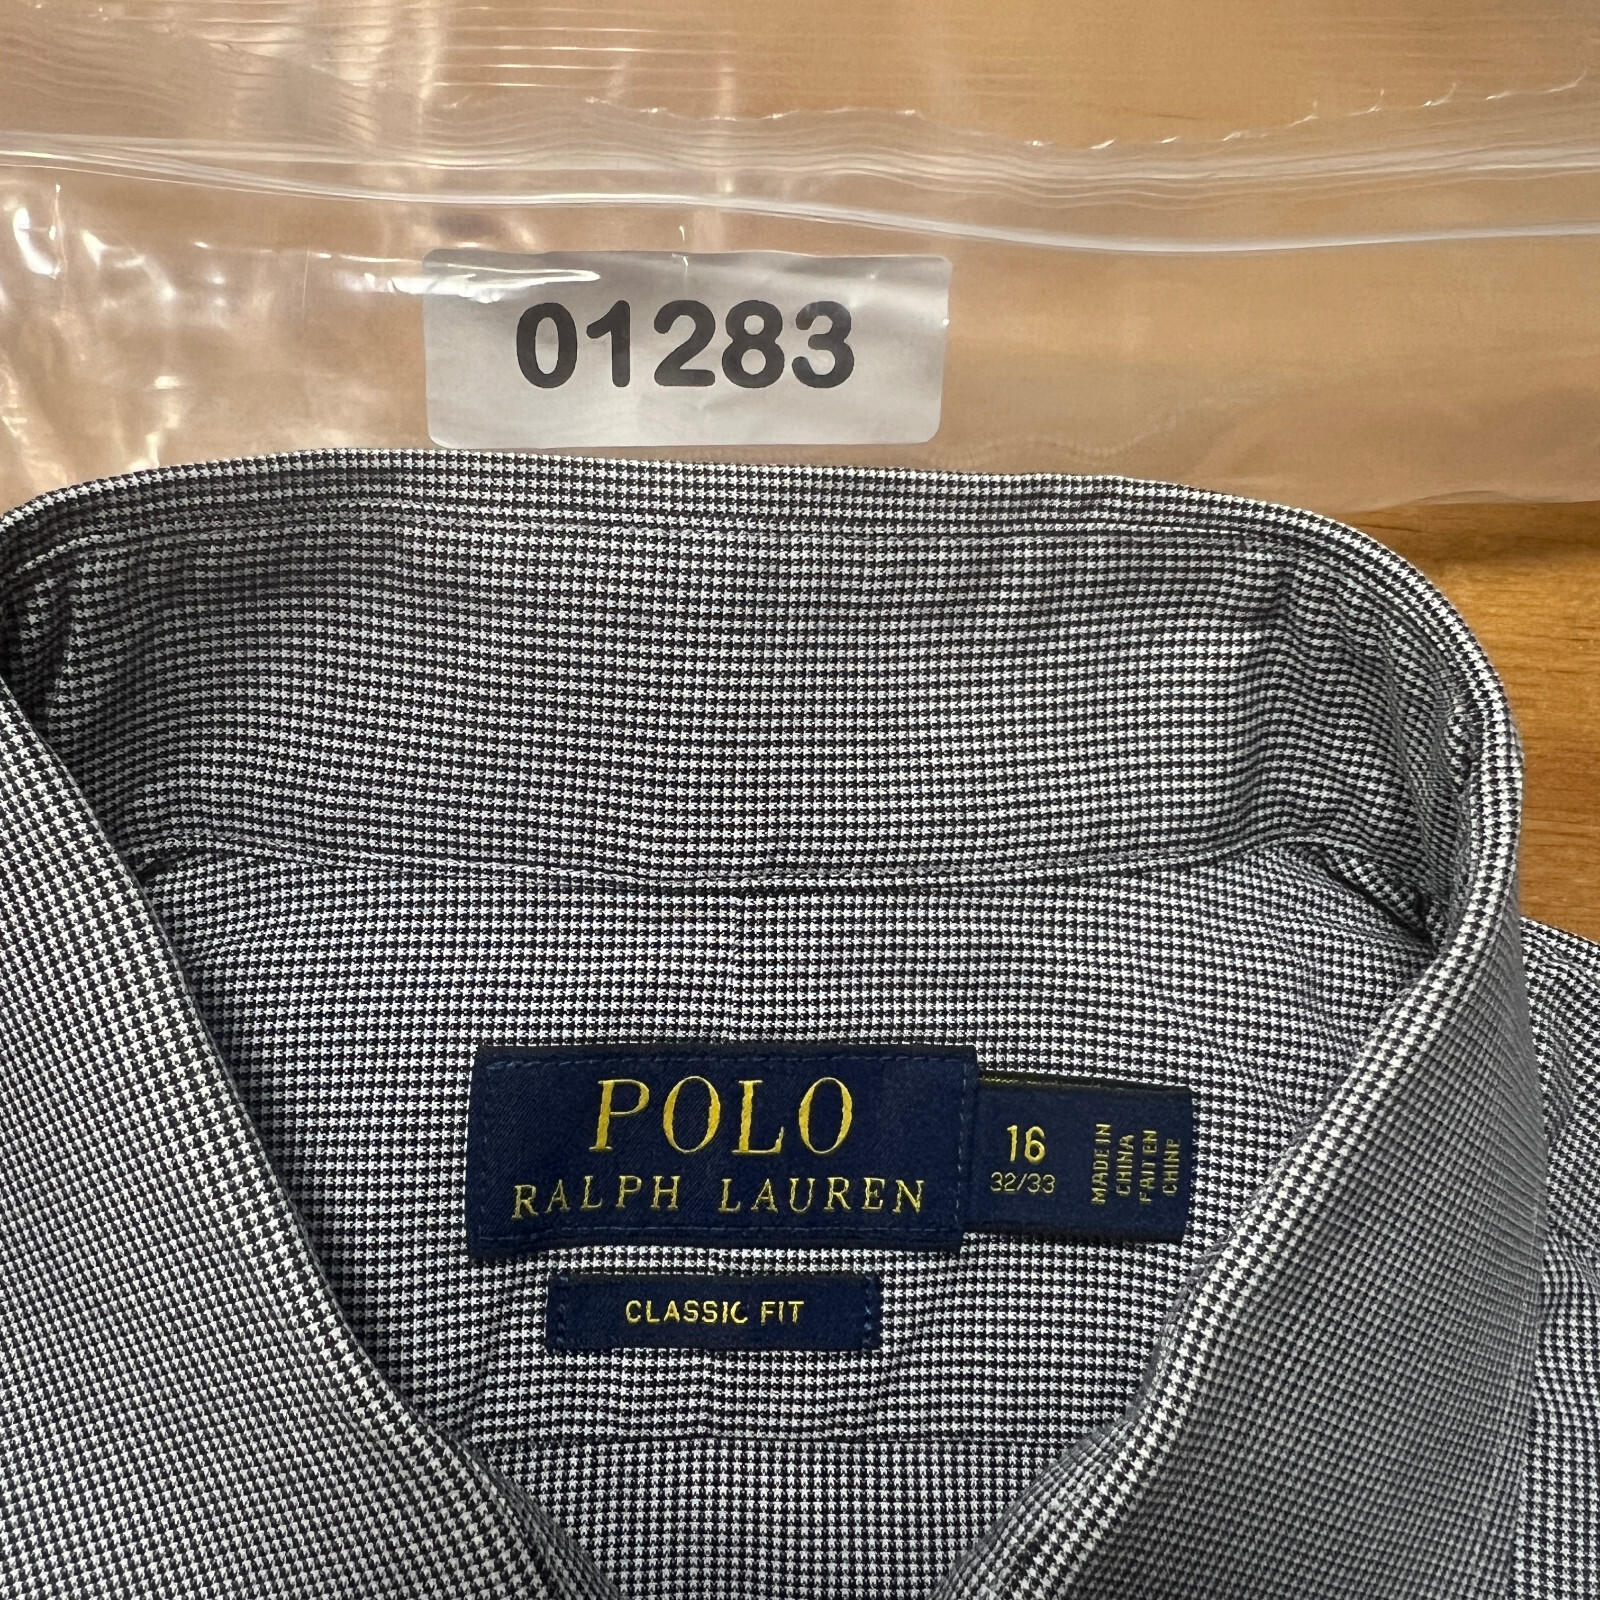 01283
POLO
RALPH LAUREN
16
32/33
MADE IN
CHINA
FAIT EN
CHINE
CLASSIC FIT